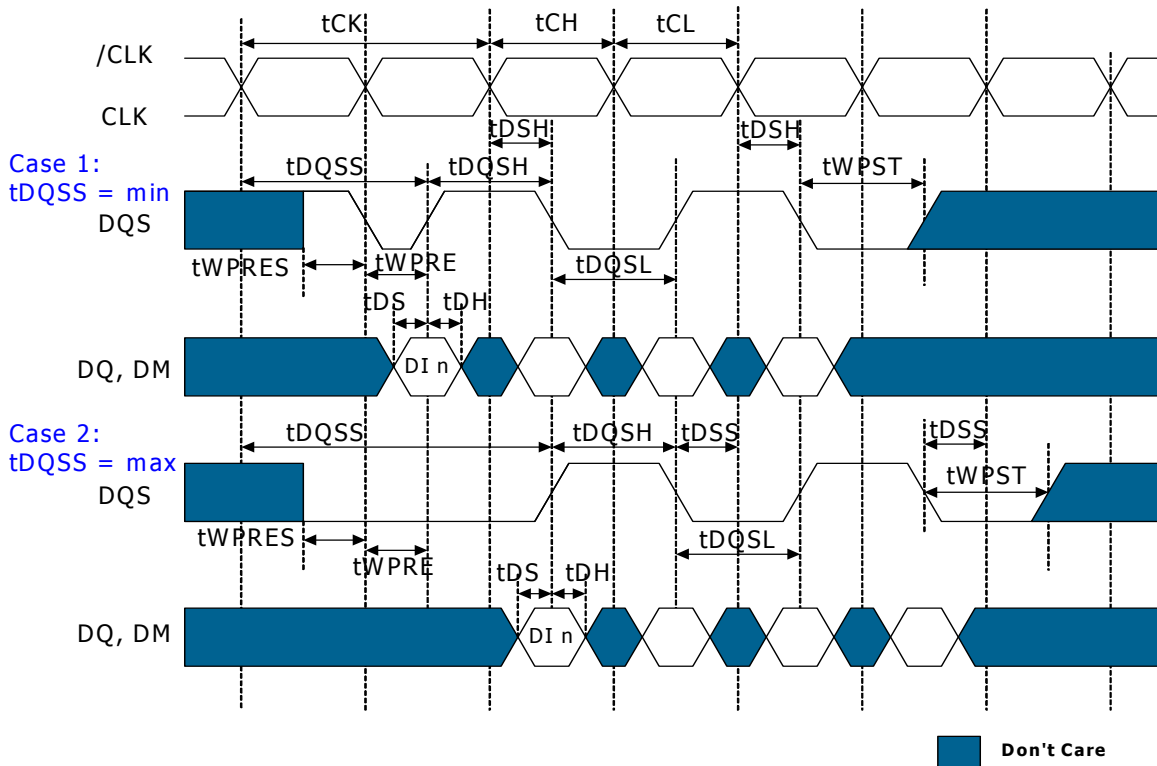 tCK tCH tCL
/CLK
CLK
tDSH tDSH
Case 1:
tDQSS = min
tDQSS tDQSH tWPST
DQS
tWPRES tWPRE tDQSL
tDS tDH
DQ, DM
DI n
Case 2:
tDQSS = max
tDQSS tDQSH tDSS tDSS
tWPST
DQS
tWPRES tWPRE tDQSL
tDS tDH
DQ, DM
DI n
Don't Care